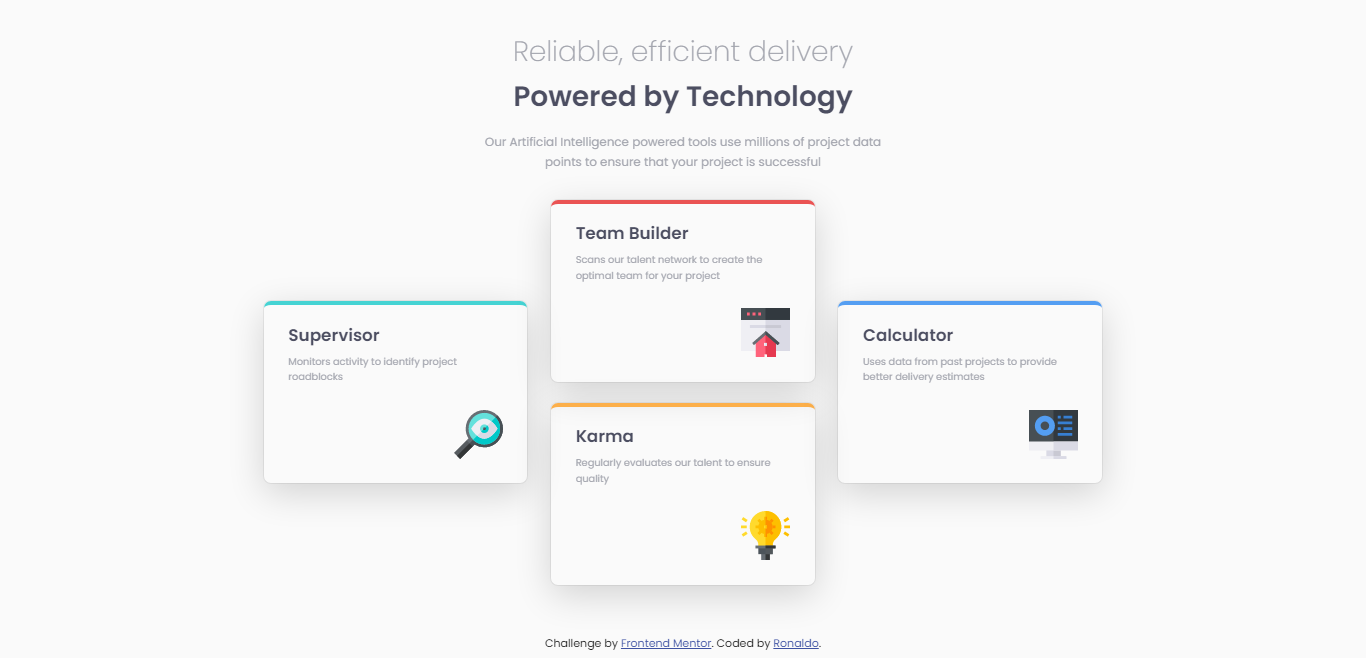 Reliable, efficient delivery
Powered by Technology
Our Artificial Intelligence powered tools use millions of project data
points to ensure that your project is successful
Team Builder
Scans our talent network to create the
optimal team for your project
Supervisor
Monitors activity to identify project
roadblocks
Karma
Regularly evaluates our talent to ensure
quality
Calculator
Uses data from past projects to provide
better delivery estimates
Challenge by Frontend Mentor. Coded by Ronaldo.